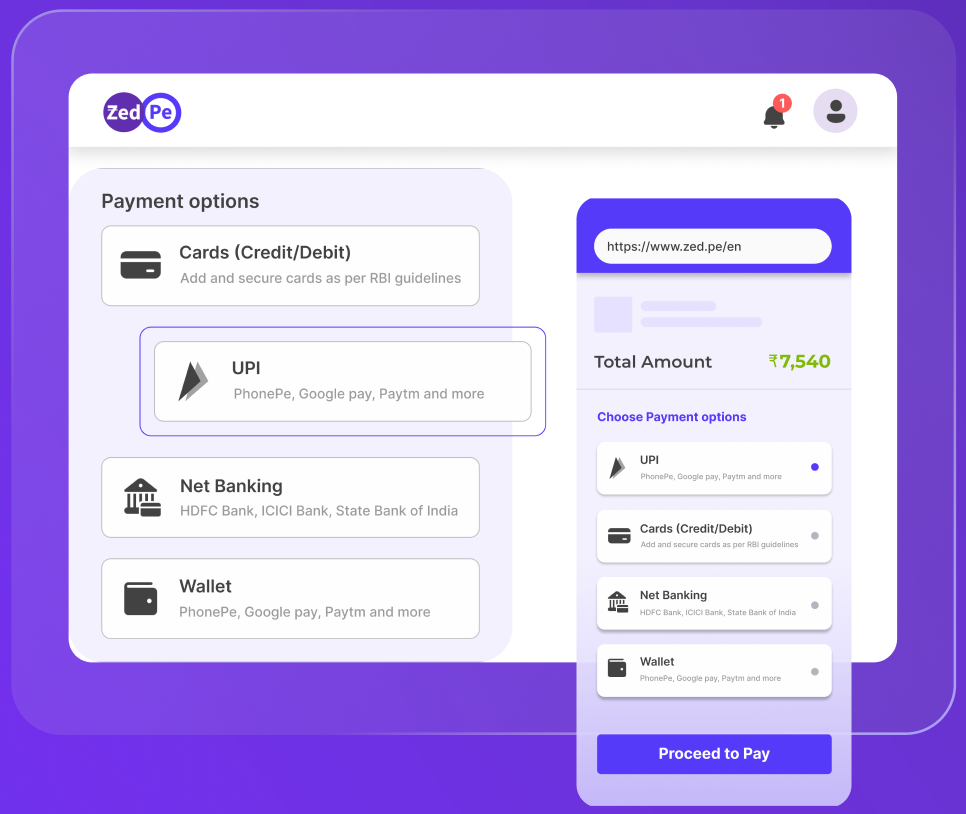 Zed Pe
1
Payment options
Cards (Credit/Debit)
Add and secure cards as per RBI guidelines
UPI
PhonePe, Google pay, Paytm and more
Net Banking
HDFC Bank, ICICI Bank, State Bank of India
Wallet
PhonePe, Google pay, Paytm and more
https://www.zed.pe/en
Total Amount ₹7,540
Choose Payment options
UPI
PhonePe, Google pay, Paytm and more
Cards (Credit/Debit)
Add and secure cards as per RBI guidelines
Net Banking
HDFC Bank, ICICI Bank, State Bank of India
Wallet
PhonePe, Google pay, Paytm and more
Proceed to Pay